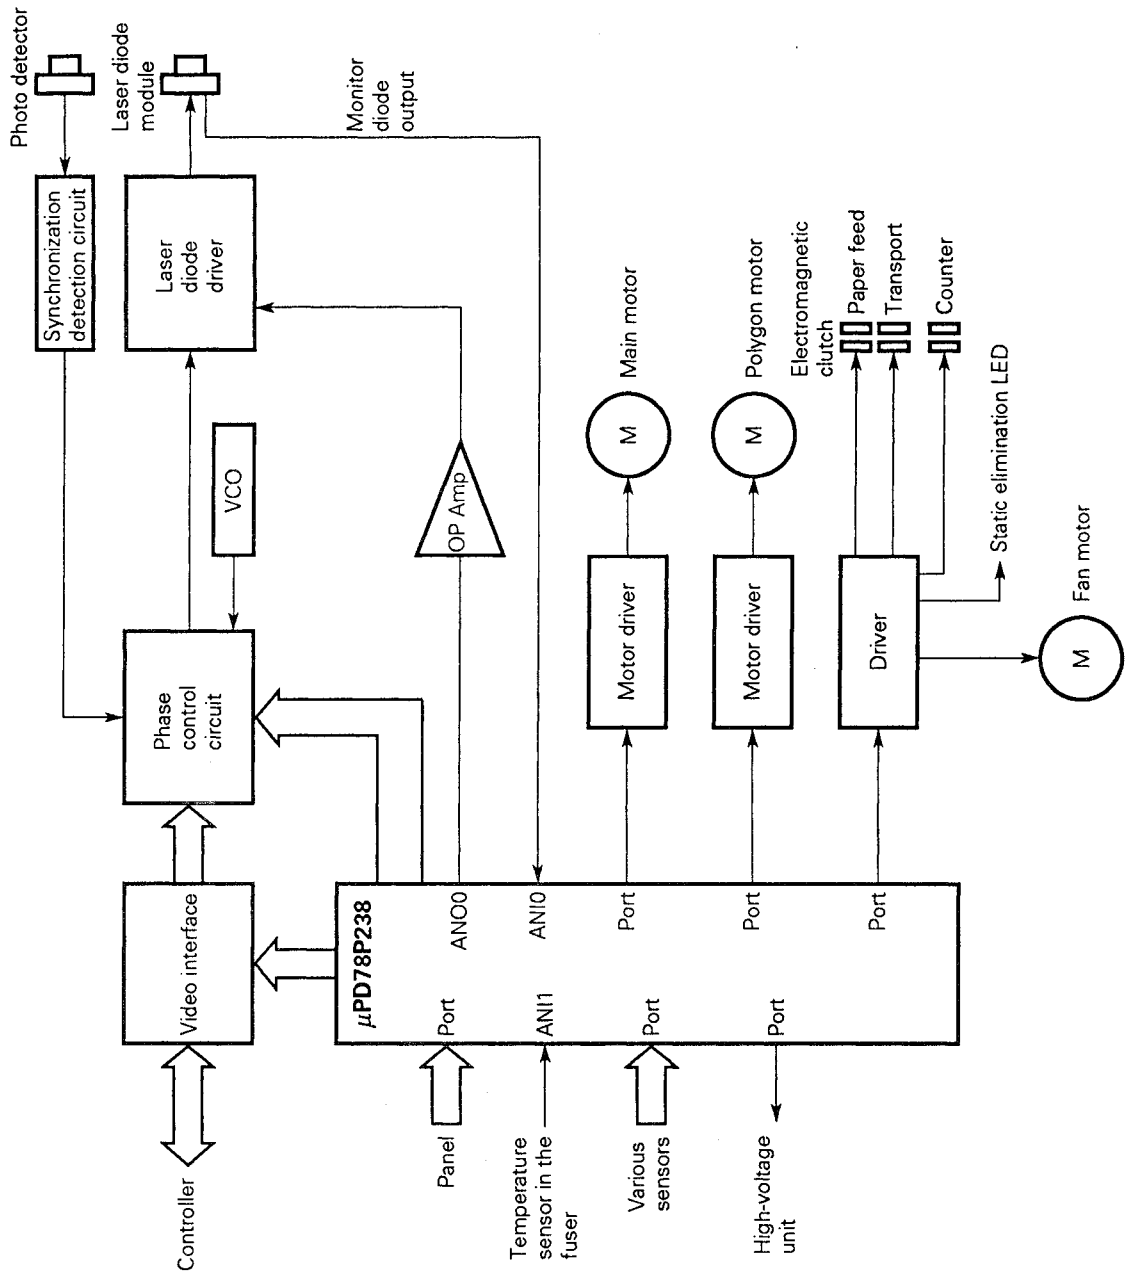 Photo detector
Laser diode
module
Synchronization
detection circuit
Laser
diode
driver
Monitor
diode
output
VCO
Phase
control
circuit
OP Amp
Main motor
M
Polygon motor
M
Electromagnetic
clutch
Paper feed
Transport
Counter
Static elimination LED
Fan motor
M
Motor driver
Motor driver
Driver
Controller
Video interface
μPD78P238
ANO0
ANI0
Port
Port
Port
Port
ANI1
Port
Port
Panel
Temperature
sensor in the
fuser
Various
sensors
High-voltage
unit